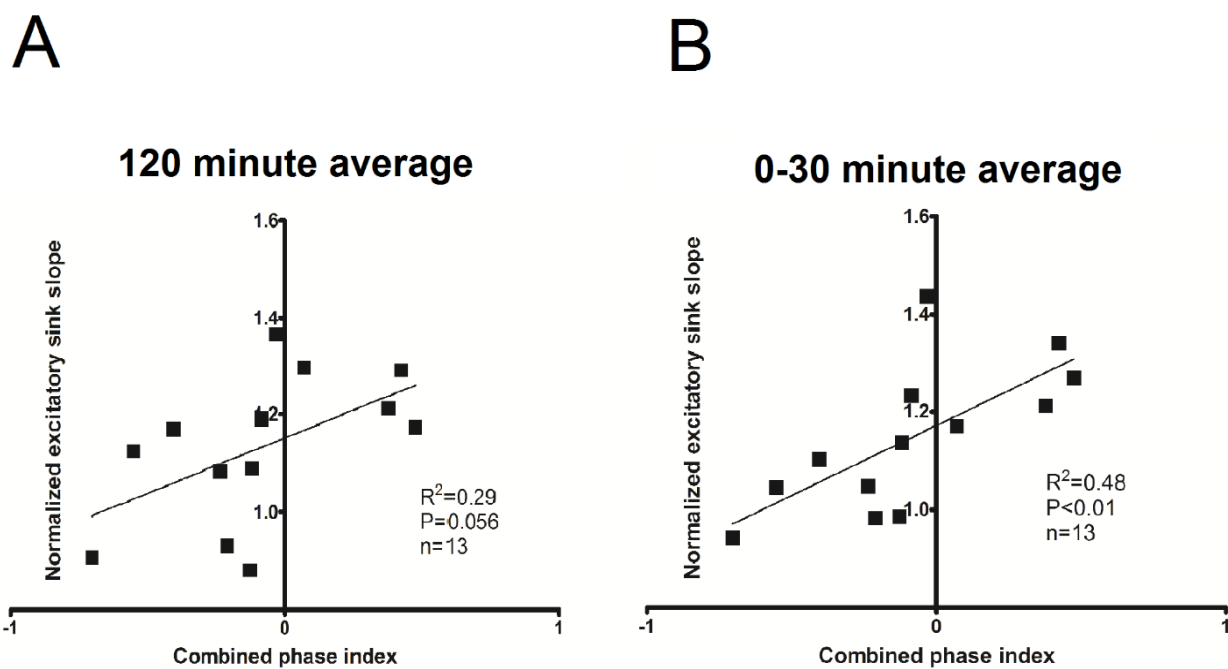 A
B
120 minute average
0-30 minute average
Normalized excitatory sink slope
1.6
1.4
1.2
1.0
R²=0.29
P=0.056
n=13
-1
0
1
Combined phase index
Normalized excitatory sink slope
1.6
1.4
1.2
1.0
R²=0.48
P<0.01
n=13
-1
0
1
Combined phase index